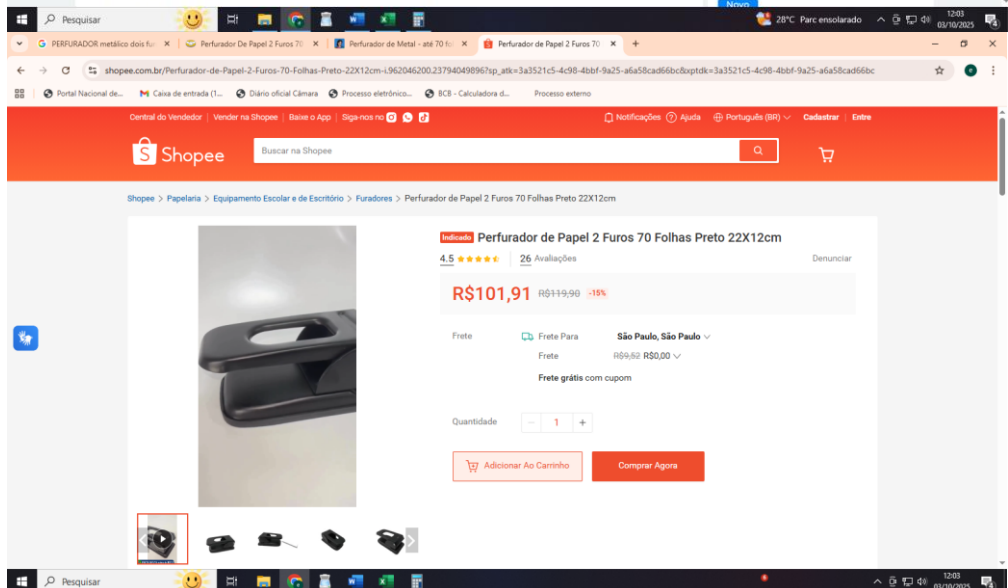 Novo
Pesquisar
28°C Parc ensolarado
12:03
03/10/2025
PERFURADOR metálico dois fu
Perfurador De Papel 2 Furos 70
Perfurador de Metal - até 70 fo
Perfurador de Papel 2 Furos 70
shopee.com.br/Perfurador-de-Papel-2-Furos-70-Folhas-Preto-22X12cm-i.962046200.23794049896?sp_atk=3a3521c5-4c98-4bbf-9a25-a6a58cad66bc&xptdk=3a3521c5-4c98-4bbf-9a25-a6a58cad66bc
Portal Nacional de...
Caixa de entrada (1...
Diário oficial Câmara
Processo eletrônico...
BCB - Calculadora d...
Processo externo
Central do Vendedor | Vender na Shopee | Baixe o App | Siga-nos no
Notificações
Ajuda
Português (BR)
Cadastrar
Entre
Shopee
Buscar na Shopee
Shopee > Papelaria > Equipamento Escolar e de Escritório > Furadores > Perfurador de Papel 2 Furos 70 Folhas Preto 22X12cm
Indicado Perfurador de Papel 2 Furos 70 Folhas Preto 22X12cm
4.5
26 Avaliações
Denunciar
R$101,91 R$119,90 -15%
Frete
Frete Para
São Paulo, São Paulo
Frete
R$9,52 R$0,00
Frete grátis com cupom
Quantidade
1
Adicionar Ao Carrinho
Comprar Agora
Pesquisar
12:03
03/10/2025